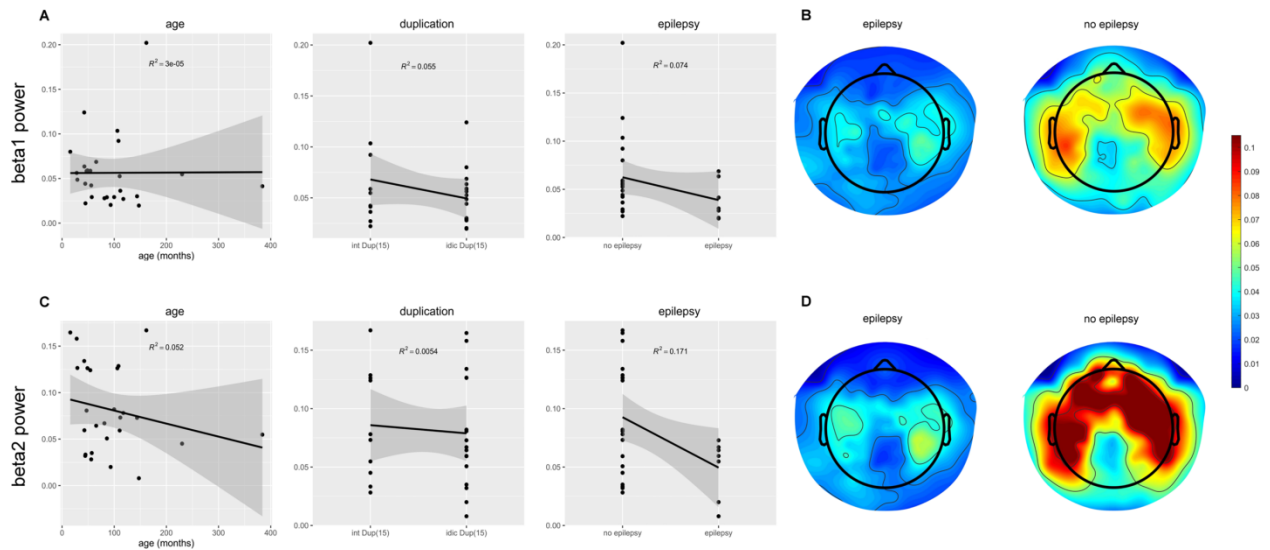 A
age
duplication
epilepsy
B
epilepsy
no epilepsy
beta1 power
0.20
0.15
0.10
0.05
0.00
R² = 3e-05
0 100 200 300 400
age (months)
0.20
0.15
0.10
0.05
R² = 0.055
int Dup(15) idic Dup(15)
0.20
0.15
0.10
0.05
0.00
R² = 0.074
no epilepsy epilepsy
C
age
duplication
epilepsy
D
epilepsy
no epilepsy
beta2 power
0.15
0.10
0.05
0.00
R² = 0.052
0 100 200 300 400
age (months)
0.15
0.10
0.05
0.00
R² = 0.0054
int Dup(15) idic Dup(15)
0.15
0.10
0.05
0.00
R² = 0.171
no epilepsy epilepsy
0.1
0.09
0.08
0.07
0.06
0.05
0.04
0.03
0.02
0.01
0